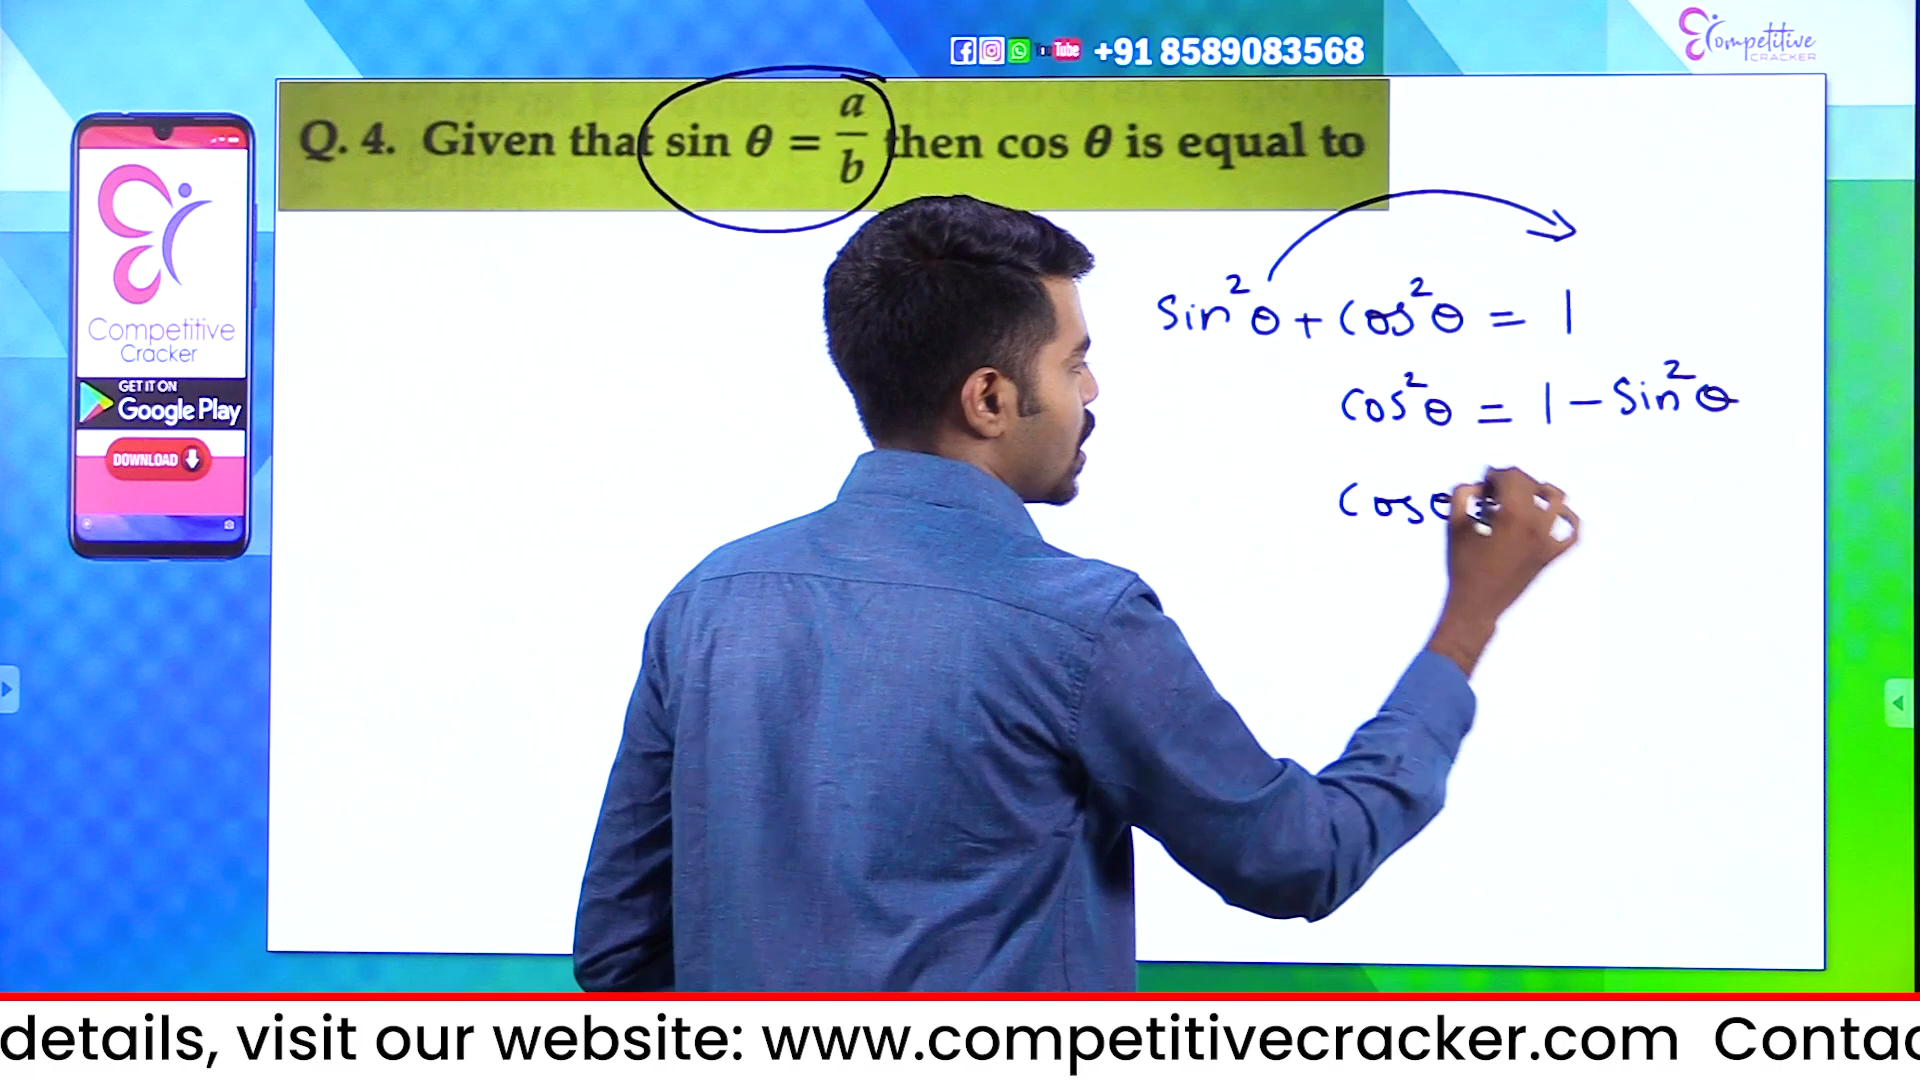 +91 8589083568
Competitive
CRACKER
Q. 4. Given that sin θ = a/b then cos θ is equal to
Competitive
Cracker
GET IT ON
Google Play
DOWNLOAD
sin²θ + cos²θ = 1
cos²θ = 1 - sin²θ
cosθ =
details, visit our website: www.competitivecracker.com Contac